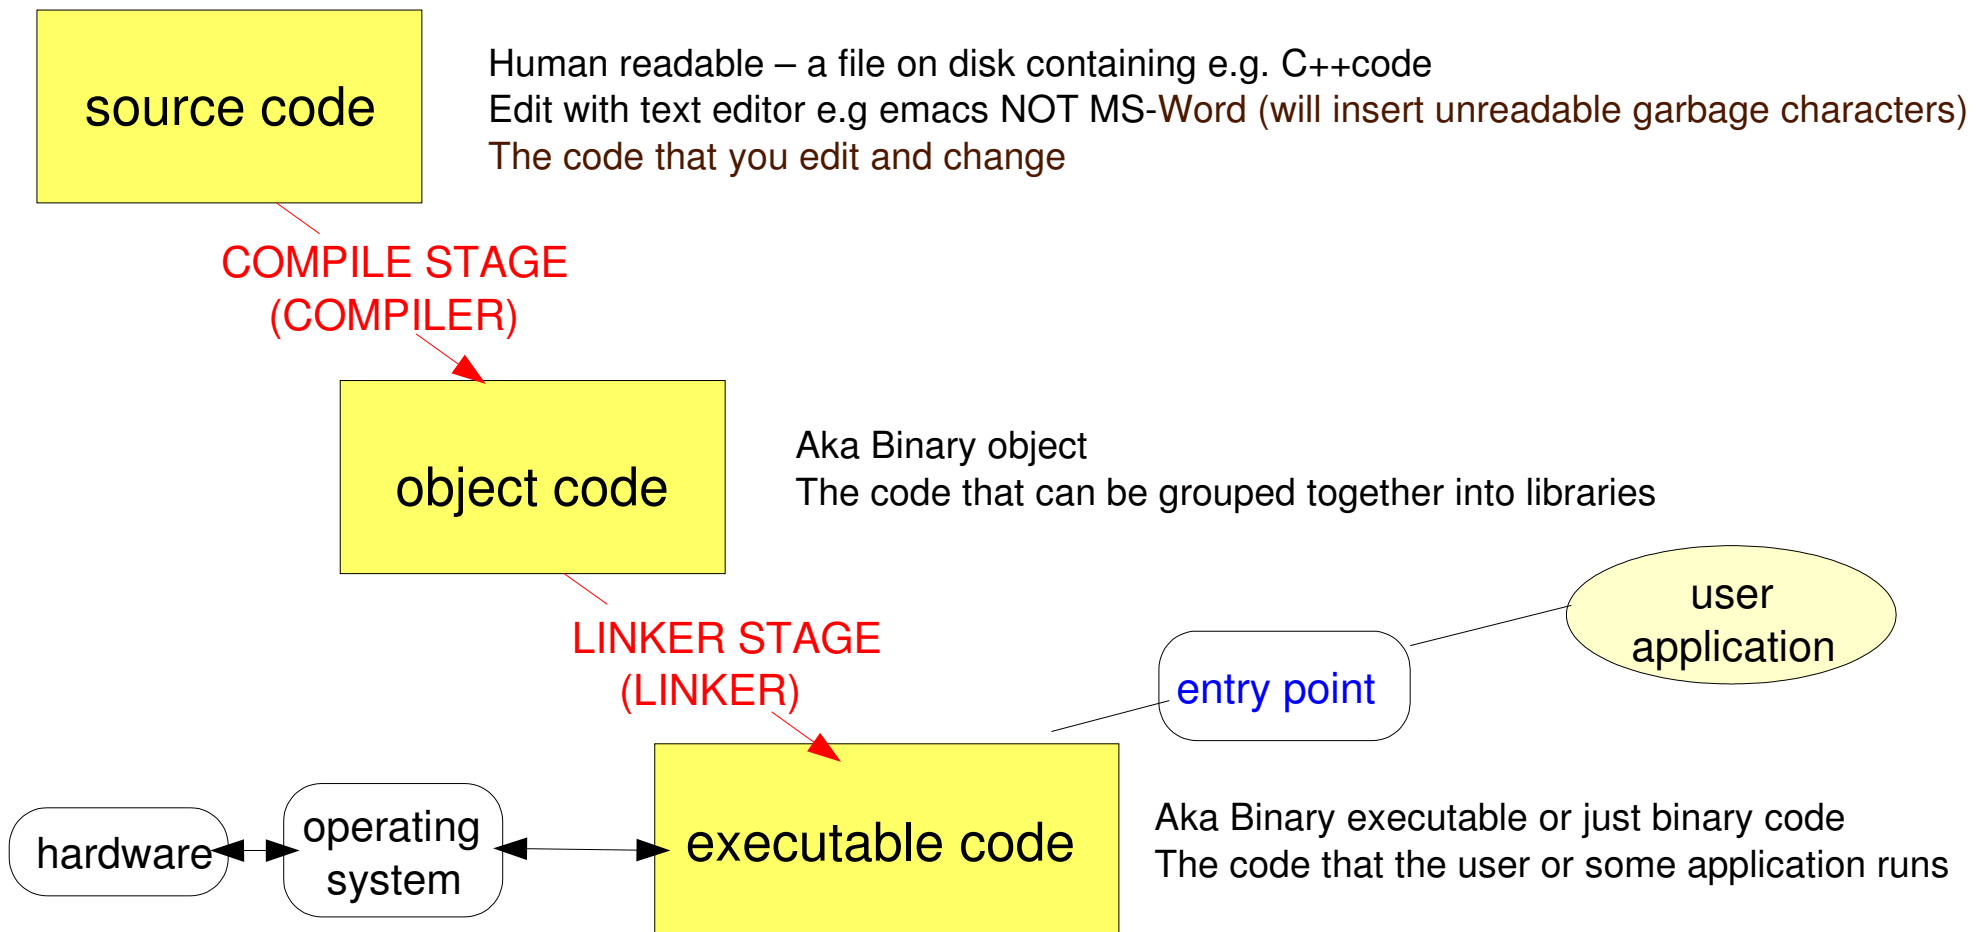 source code
Human readable – a file on disk containing e.g. C++code
Edit with text editor e.g emacs NOT MS-Word (will insert unreadable garbage characters)
The code that you edit and change
COMPILE STAGE
(COMPILER)
object code
Aka Binary object
The code that can be grouped together into libraries
LINKER STAGE
(LINKER)
entry point
user
application
hardware
operating
system
executable code
Aka Binary executable or just binary code
The code that the user or some application runs